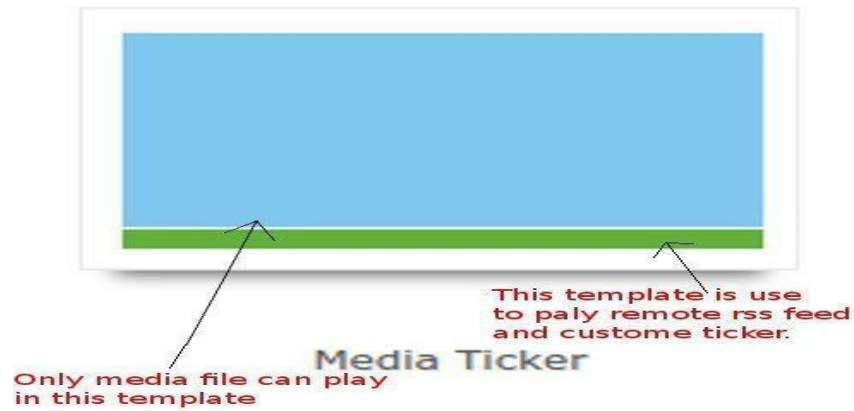 This template is use
to paly remote rss feed
and custome ticker.
Media Ticker
Only media file can play
in this template